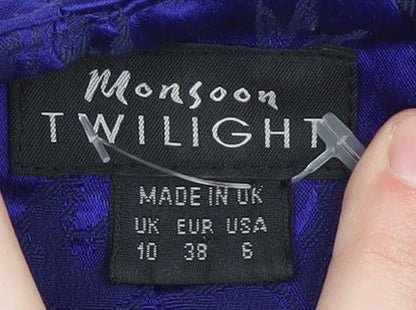 Monsoon
TWILIGHT
MADE IN UK
UK EUR USA
10 38 6